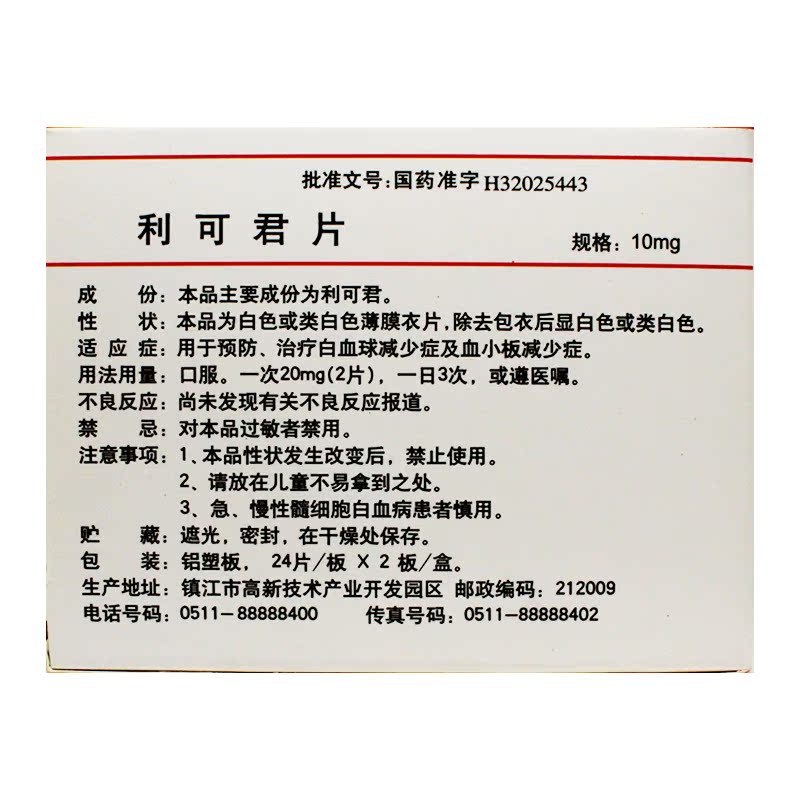 批准文号:国药准字H32025443
利可君片
规格：10mg
成　份：本品主要成份为利可君。
性　状：本品为白色或类白色薄膜衣片,除去包衣后显白色或类白色。
适应症：用于预防、治疗白血球减少症及血小板减少症。
用法用量：口服。一次20mg(2片)，一日3次，或遵医嘱。
不良反应：尚未发现有关不良反应报道。
禁　忌：对本品过敏者禁用。
注意事项：1、本品性状发生改变后，禁止使用。
2、请放在儿童不易拿到之处。
3、急、慢性髓细胞白血病患者慎用。
贮　藏：遮光，密封，在干燥处保存。
包　装：铝塑板， 24片/板 X 2 板/盒。
生产地址：镇江市高新技术产业开发园区 邮政编码：212009
电话号码：0511-88888400　传真号码：0511-88888402